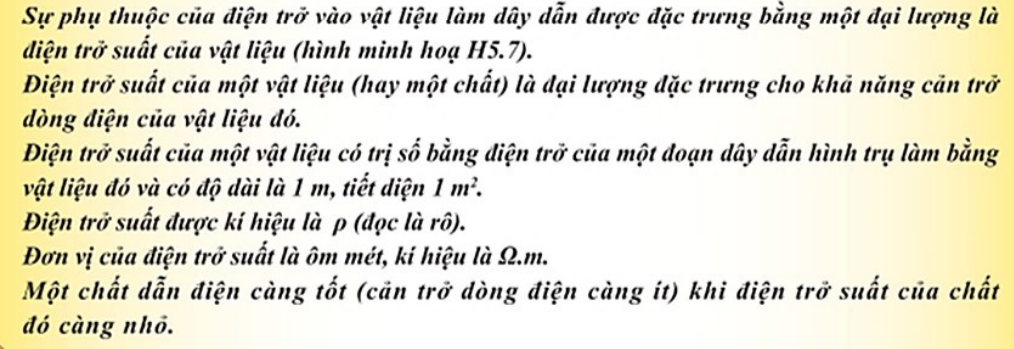 Sự phụ thuộc của điện trở vào vật liệu làm dây dẫn được đặc trưng bằng một đại lượng là
điện trở suất của vật liệu (hình minh hoạ H5.7).
Điện trở suất của một vật liệu (hay một chất) là đại lượng đặc trưng cho khả năng cản trở
dòng điện của vật liệu đó.
Điện trở suất của một vật liệu có trị số bằng điện trở của một đoạn dây dẫn hình trụ làm bằng
vật liệu đó và có độ dài là 1 m, tiết diện 1 m².
Điện trở suất được kí hiệu là ρ (đọc là rô).
Đơn vị của điện trở suất là ôm mét, kí hiệu là Ω.m.
Một chất dẫn điện càng tốt (cản trở dòng điện càng ít) khi điện trở suất của chất
đó càng nhỏ.